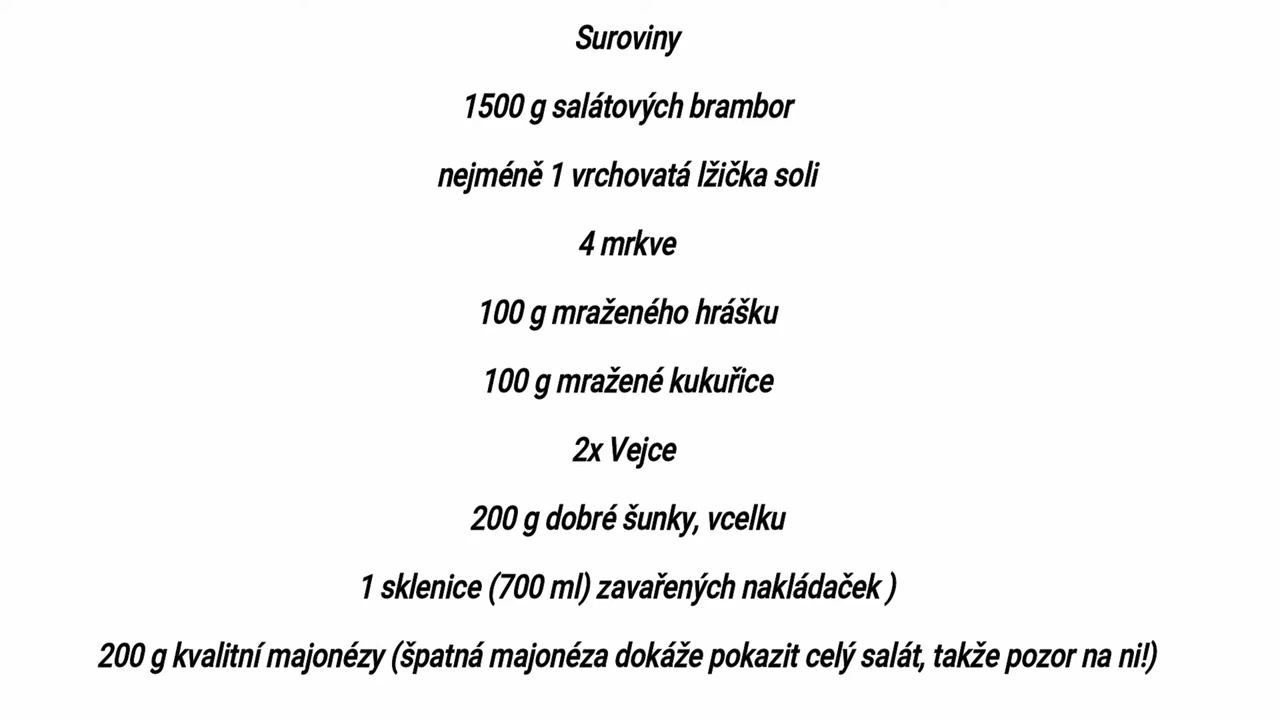 Suroviny
1500 g salátových brambor
nejméně 1 vrchovatá lžička soli
4 mrkve
100 g mraženého hrášku
100 g mražené kukuřice
2x Vejce
200 g dobré šunky, vcelku
1 sklenice (700 ml) zavařených nakládaček )
200 g kvalitní majonézy (špatná majonéza dokáže pokazit celý salát, takže pozor na ni!)